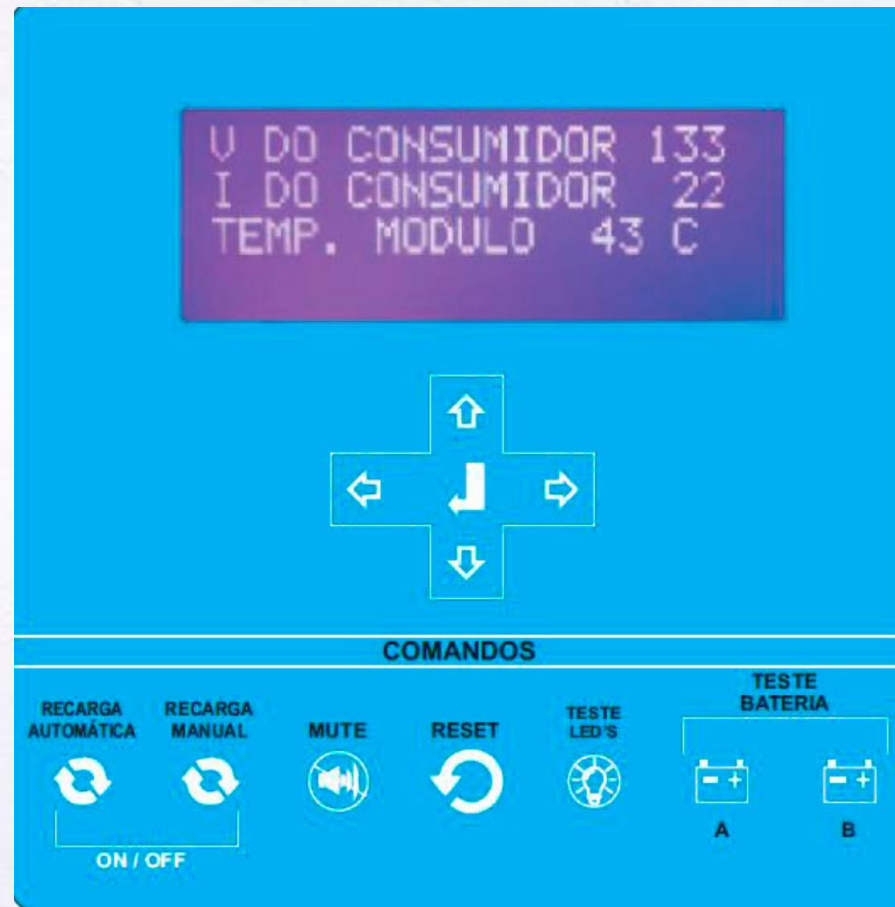 V DO CONSUMIDOR 133
I DO CONSUMIDOR 22
TEMP. MODULO 43 C
COMANDOS
RECARGA
AUTOMÁTICA
RECARGA
MANUAL
MUTE
RESET
TESTE
LED'S
TESTE
BATERIA
A
B
ON / OFF